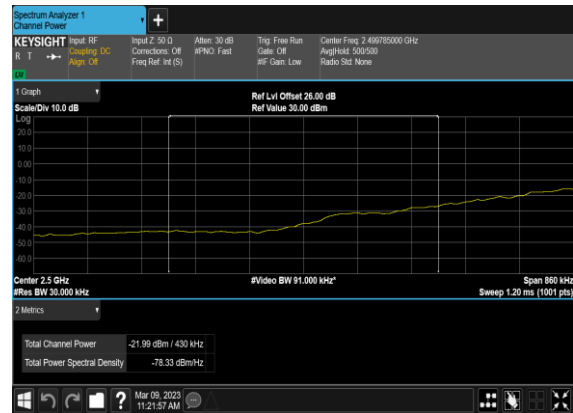 Spectrum Analyzer 1
Channel Power
+
KEYSIGHT Input: RF
R T Coupling: DC
Align: Off
LXI
Input Z: 50 Ω
Corrections: Off
Freq Ref: Int (S)
Atten: 30 dB
#PNO: Fast
Trig: Free Run
Gate: Off
#IF Gain: Low
Center Freq: 2.499785000 GHz
Avg|Hold: 500/500
Radio Std: None
1 Graph
Scale/Div 10.0 dB
Ref Lvl Offset 26.00 dB
Ref Value 30.00 dBm
Log
20.0
10.0
0.00
-10.0
-20.0
-30.0
-40.0
-50.0
-60.0
Center 2.5 GHz
#Res BW 30.000 kHz
#Video BW 91.000 kHz*
Span 860 kHz
Sweep 1.20 ms (1001 pts)
2 Metrics
Total Channel Power -21.99 dBm / 430 kHz
Total Power Spectral Density -78.33 dBm/Hz
?
Mar 09, 2023
11:21:57 AM